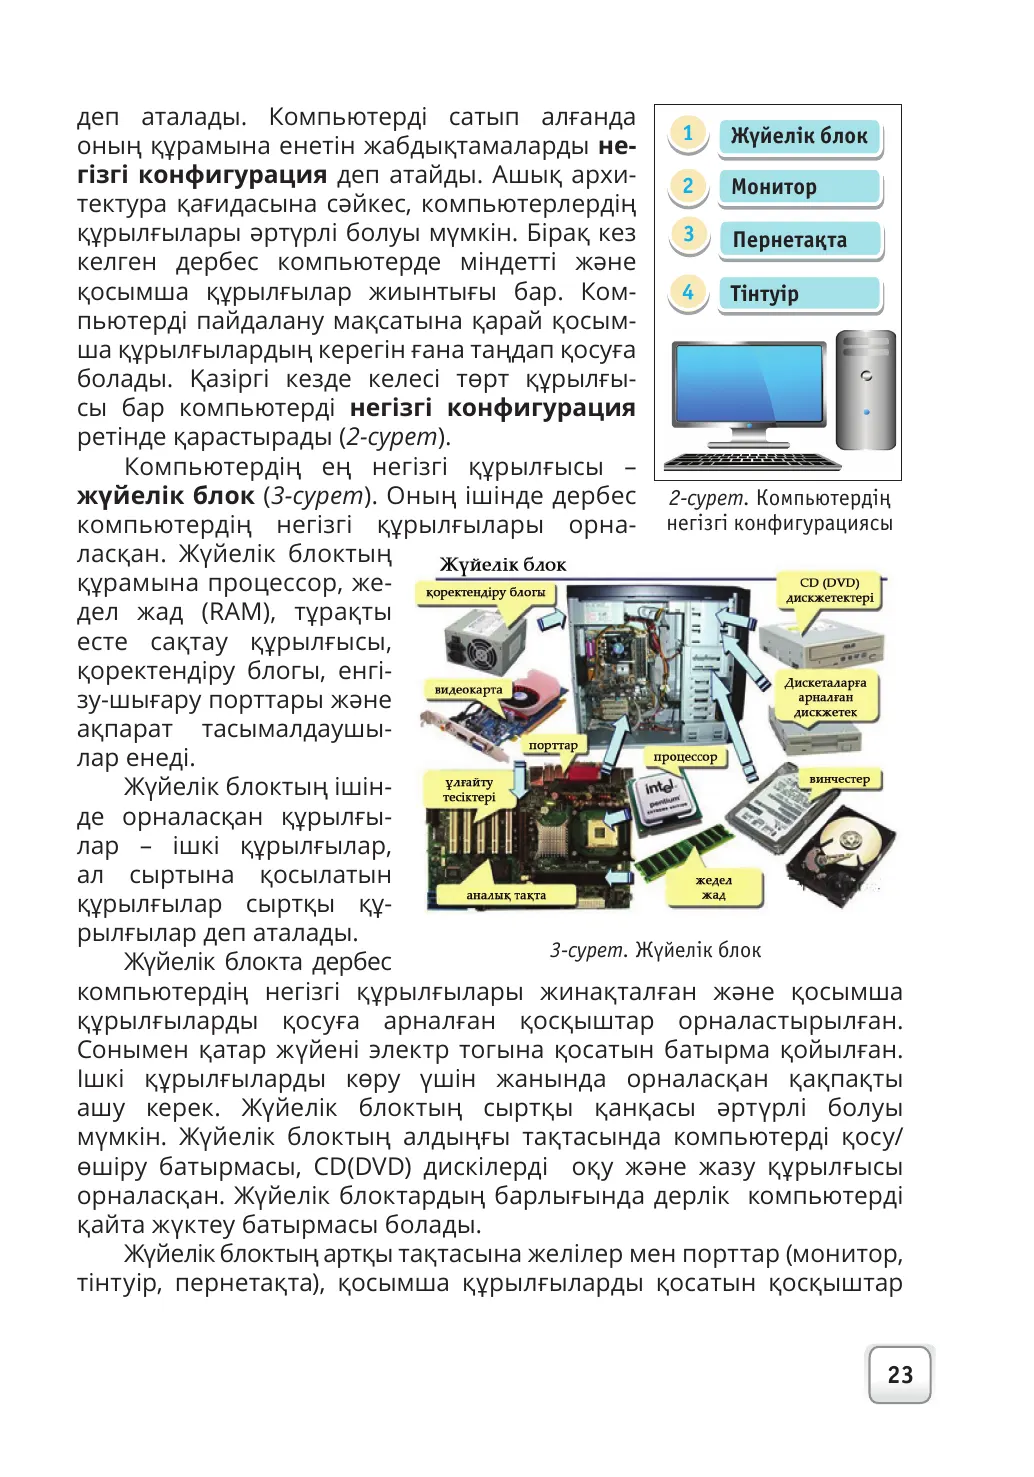 деп аталады. Компьютерді сатып алғанда
оның құрамына енетін жабдықтамаларды не-
гізгі конфигурация деп атайды. Ашық архи-
тектура қағидасына сәйкес, компьютерлердің
құрылғылары әртүрлі болуы мүмкін. Бірақ кез
келген дербес компьютерде міндетті және
қосымша құрылғылар жиынтығы бар. Ком-
пьютерді пайдалану мақсатына қарай қосым-
ша құрылғылардың керегін ғана таңдап қосуға
болады. Қазіргі кезде келесі төрт құрылғы-
сы бар компьютерді негізгі конфигурация
ретінде қарастырады (2-сурет).
1 Жүйелік блок
2 Монитор
3 Пернетақта
4 Тінтуір
2-сурет. Компьютердің
негізгі конфигурациясы
Компьютердің ең негізгі құрылғысы –
жүйелік блок (3-сурет). Оның ішінде дербес
компьютердің негізгі құрылғылары орна-
ласқан. Жүйелік блоктың
құрамына процессор, же-
дел жад (RAM), тұрақты
есте сақтау құрылғысы,
қоректендіру блогы, енгі-
зу-шығару порттары және
ақпарат тасымалдаушы-
лар енеді.
Жүйелік блоктың ішін-
де орналасқан құрылғы-
лар – ішкі құрылғылар,
ал сыртына қосылатын
құрылғылар сыртқы құ-
рылғылар деп аталады.
Жүйелік блок
қоректендіру блогы
CD (DVD)
дискжетектері
ASUS
видеокарта
Дискеталарға
арналған
дискжетек
порттар
процессор
ұлғайту
тесіктері
винчестер
intel
pentium
EXTREME EDITION
жедел
жад
аналық тақта
3-сурет. Жүйелік блок
Жүйелік блокта дербес
компьютердің негізгі құрылғылары жинақталған және қосымша
құрылғыларды қосуға арналған қосқыштар орналастырылған.
Сонымен қатар жүйені электр тогына қосатын батырма қойылған.
Ішкі құрылғыларды көру үшін жанында орналасқан қақпақты
ашу керек. Жүйелік блоктың сыртқы қаңқасы әртүрлі болуы
мүмкін. Жүйелік блоктың алдыңғы тақтасында компьютерді қосу/
өшіру батырмасы, CD(DVD) дискілерді оқу және жазу құрылғысы
орналасқан. Жүйелік блоктардың барлығында дерлік компьютерді
қайта жүктеу батырмасы болады.
Жүйелік блоктың артқы тақтасына желілер мен порттар (монитор,
тінтуір, пернетақта), қосымша құрылғыларды қосатын қосқыштар
23